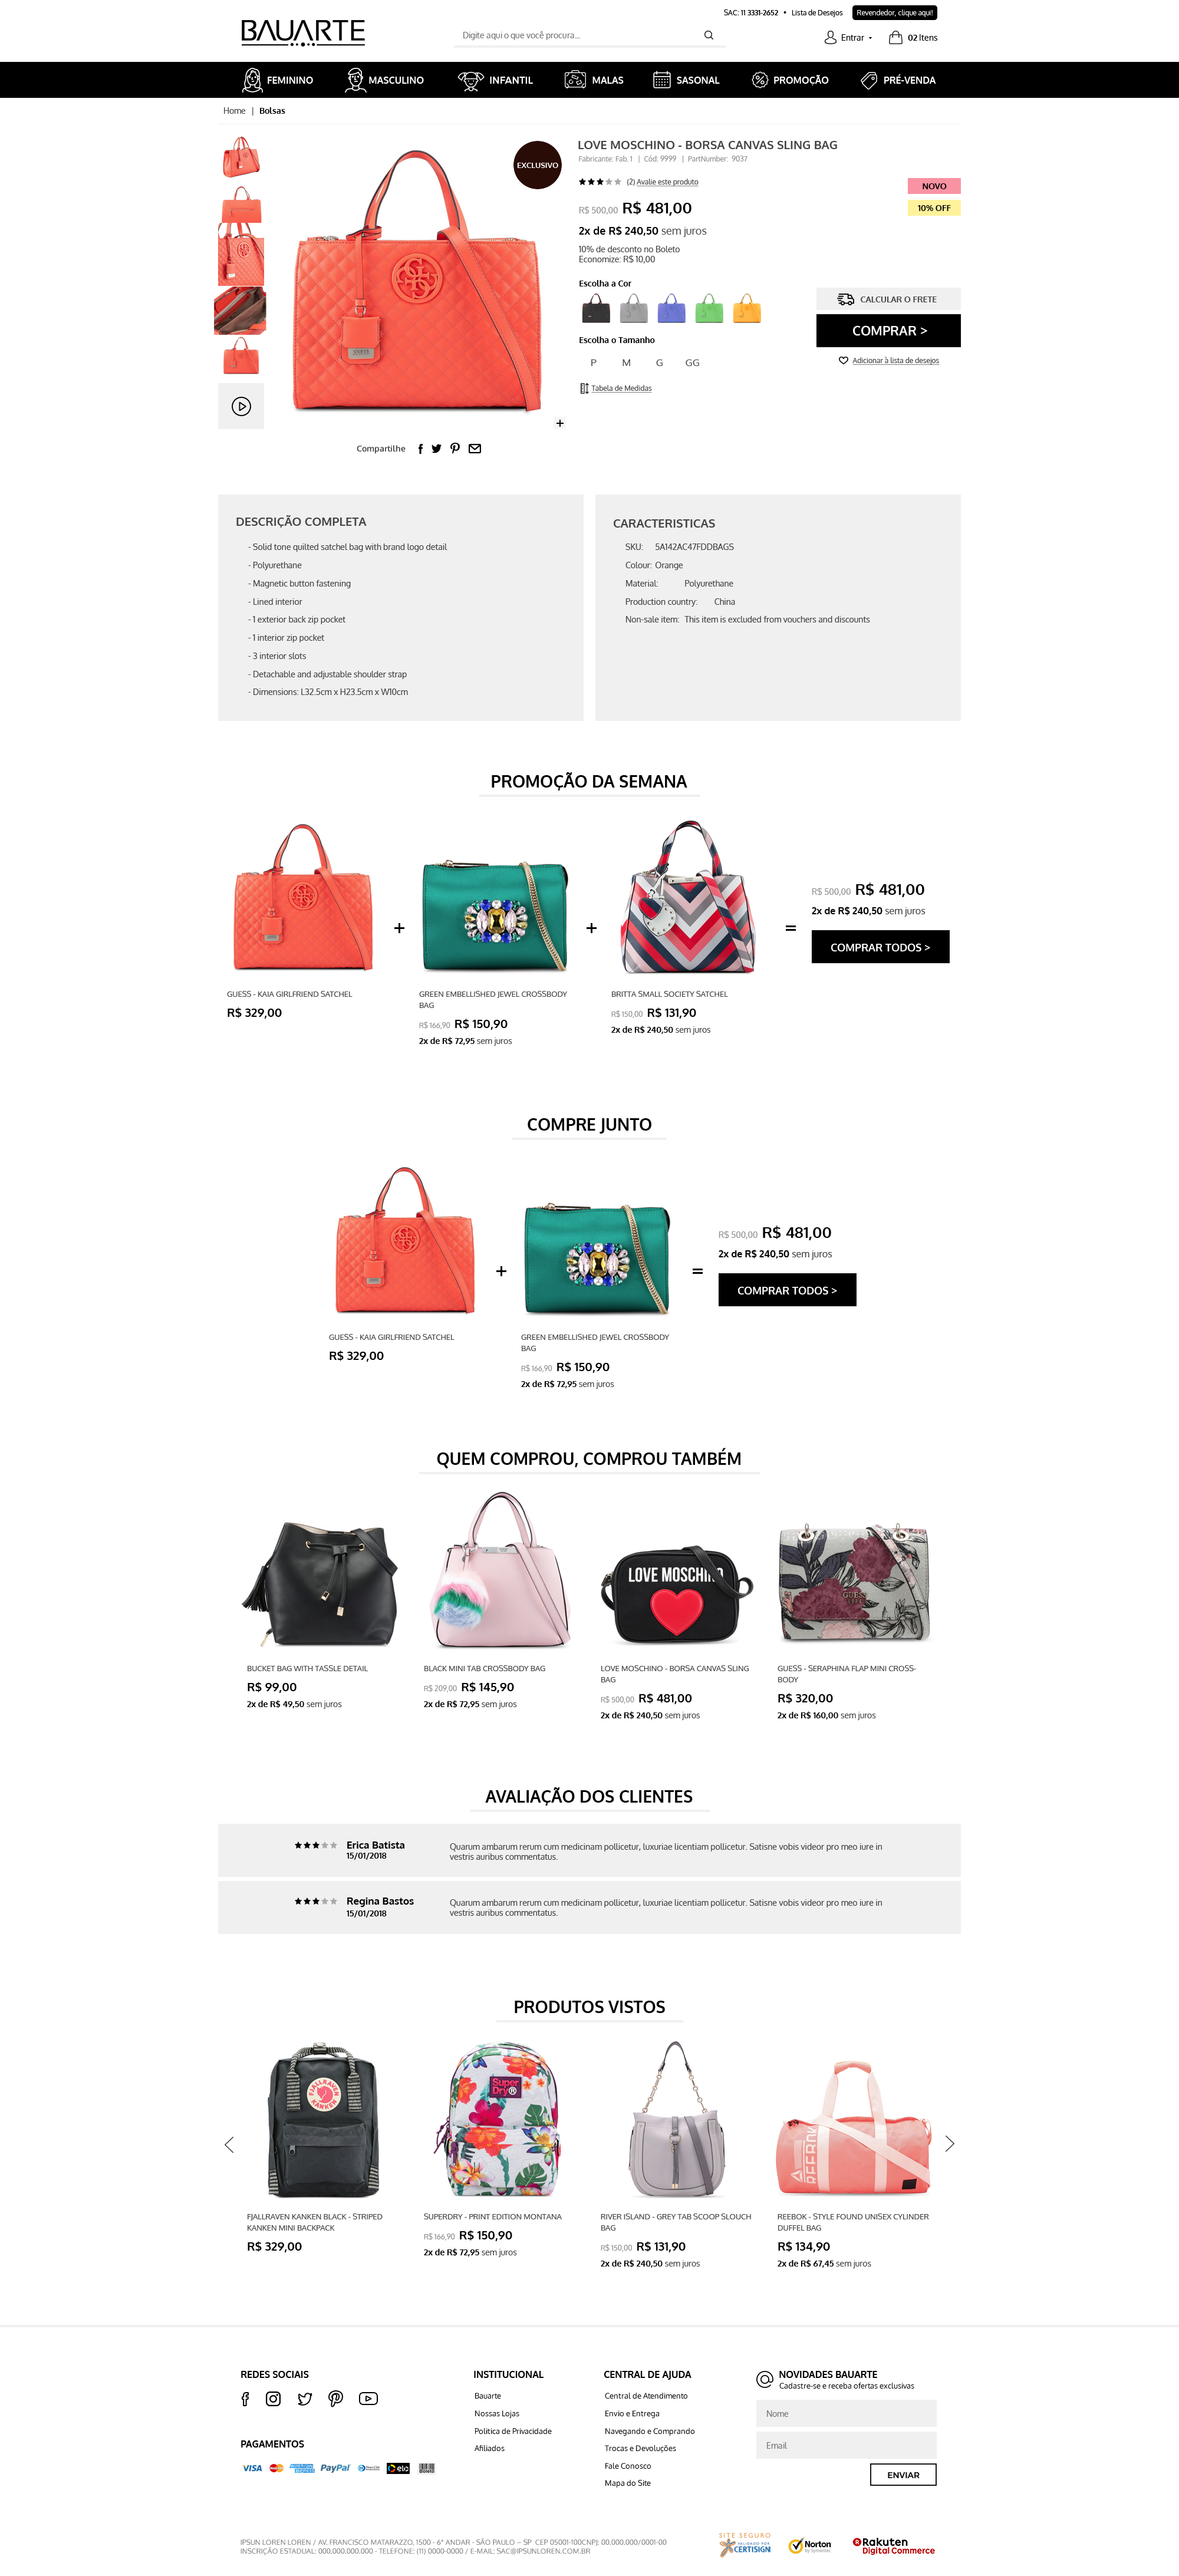 SAC: 11 3331-2652 • Lista de Desejos Revendedor, clique aqui!
BAUARTE
Digite aqui o que você procura...
Entrar
02 Itens
FEMININO MASCULINO INFANTIL MALAS SASONAL PROMOÇÃO PRÉ-VENDA
Home | Bolsas
EXCLUSIVO
LOVE MOSCHINO - BORSA CANVAS SLING BAG
Fabricante: Fab. 1 | Cód: 9999 | PartNumber: 9037
(2) Avalie este produto
NOVO
10% OFF
R$ 500,00 R$ 481,00
2x de R$ 240,50 sem juros
10% de desconto no Boleto
Economize: R$ 10,00
Escolha a Cor
CALCULAR O FRETE
COMPRAR >
Adicionar à lista de desejos
Escolha o Tamanho
P M G GG
Tabela de Medidas
+
Compartilhe
DESCRIÇÃO COMPLETA
- Solid tone quilted satchel bag with brand logo detail
- Polyurethane
- Magnetic button fastening
- Lined interior
- 1 exterior back zip pocket
- 1 interior zip pocket
- 3 interior slots
- Detachable and adjustable shoulder strap
- Dimensions: L32.5cm x H23.5cm x W10cm
CARACTERISTICAS
SKU: 5A142AC47FDDBAGS
Colour: Orange
Material: Polyurethane
Production country: China
Non-sale item: This item is excluded from vouchers and discounts
PROMOÇÃO DA SEMANA
+ + =
GUESS - KAIA GIRLFRIEND SATCHEL
R$ 329,00
GREEN EMBELLISHED JEWEL CROSSBODY
BAG
R$ 166,90 R$ 150,90
2x de R$ 72,95 sem juros
BRITTA SMALL SOCIETY SATCHEL
R$ 150,00 R$ 131,90
2x de R$ 240,50 sem juros
R$ 500,00 R$ 481,00
2x de R$ 240,50 sem juros
COMPRAR TODOS >
COMPRE JUNTO
+ =
GUESS - KAIA GIRLFRIEND SATCHEL
R$ 329,00
GREEN EMBELLISHED JEWEL CROSSBODY
BAG
R$ 166,90 R$ 150,90
2x de R$ 72,95 sem juros
R$ 500,00 R$ 481,00
2x de R$ 240,50 sem juros
COMPRAR TODOS >
QUEM COMPROU, COMPROU TAMBÉM
LOVE MOSCHINO
BUCKET BAG WITH TASSLE DETAIL
R$ 99,00
2x de R$ 49,50 sem juros
BLACK MINI TAB CROSSBODY BAG
R$ 209,00 R$ 145,90
2x de R$ 72,95 sem juros
LOVE MOSCHINO - BORSA CANVAS SLING
BAG
R$ 500,00 R$ 481,00
2x de R$ 240,50 sem juros
GUESS - SERAPHINA FLAP MINI CROSS-
BODY
R$ 320,00
2x de R$ 160,00 sem juros
AVALIAÇÃO DOS CLIENTES
Erica Batista
15/01/2018
Quarum ambarum rerum cum medicinam pollicetur, luxuriae licentiam pollicetur. Satisne vobis videor pro meo iure in
vestris auribus commentatus.
Regina Bastos
15/01/2018
Quarum ambarum rerum cum medicinam pollicetur, luxuriae licentiam pollicetur. Satisne vobis videor pro meo iure in
vestris auribus commentatus.
PRODUTOS VISTOS
FJALLRAVEN
KANKEN
Super
Dry®
REEBOK
FJALLRAVEN KANKEN BLACK - STRIPED
KANKEN MINI BACKPACK
R$ 329,00
SUPERDRY - PRINT EDITION MONTANA
R$ 166,90 R$ 150,90
2x de R$ 72,95 sem juros
RIVER ISLAND - GREY TAB SCOOP SLOUCH
BAG
R$ 150,00 R$ 131,90
2x de R$ 240,50 sem juros
REEBOK - STYLE FOUND UNISEX CYLINDER
DUFFEL BAG
R$ 134,90
2x de R$ 67,45 sem juros
REDES SOCIAIS
PAGAMENTOS
VISA MasterCard AMERICAN EXPRESS PayPal elo
INSTITUCIONAL
Bauarte
Nossas Lojas
Politica de Privacidade
Afiliados
CENTRAL DE AJUDA
Central de Atendimento
Envio e Entrega
Navegando e Comprando
Trocas e Devoluções
Fale Conosco
Mapa do Site
NOVIDADES BAUARTE
Cadastre-se e receba ofertas exclusivas
Nome
Email
ENVIAR
IPSUN LOREN LOREN / AV. FRANCISCO MATARAZZO, 1500 - 6° ANDAR - SÃO PAULO – SP CEP 05001-100CNPJ: 00.000.000/0001-00
INSCRIÇÃO ESTADUAL: 000.000.000.000 - TELEFONE: (11) 0000-0000 / E-MAIL: SAC@IPSUNLOREN.COM.BR
SITE SEGURO
VALIDADO POR
CERTISIGN
Norton
by Symantec
Rakuten
Digital Commerce